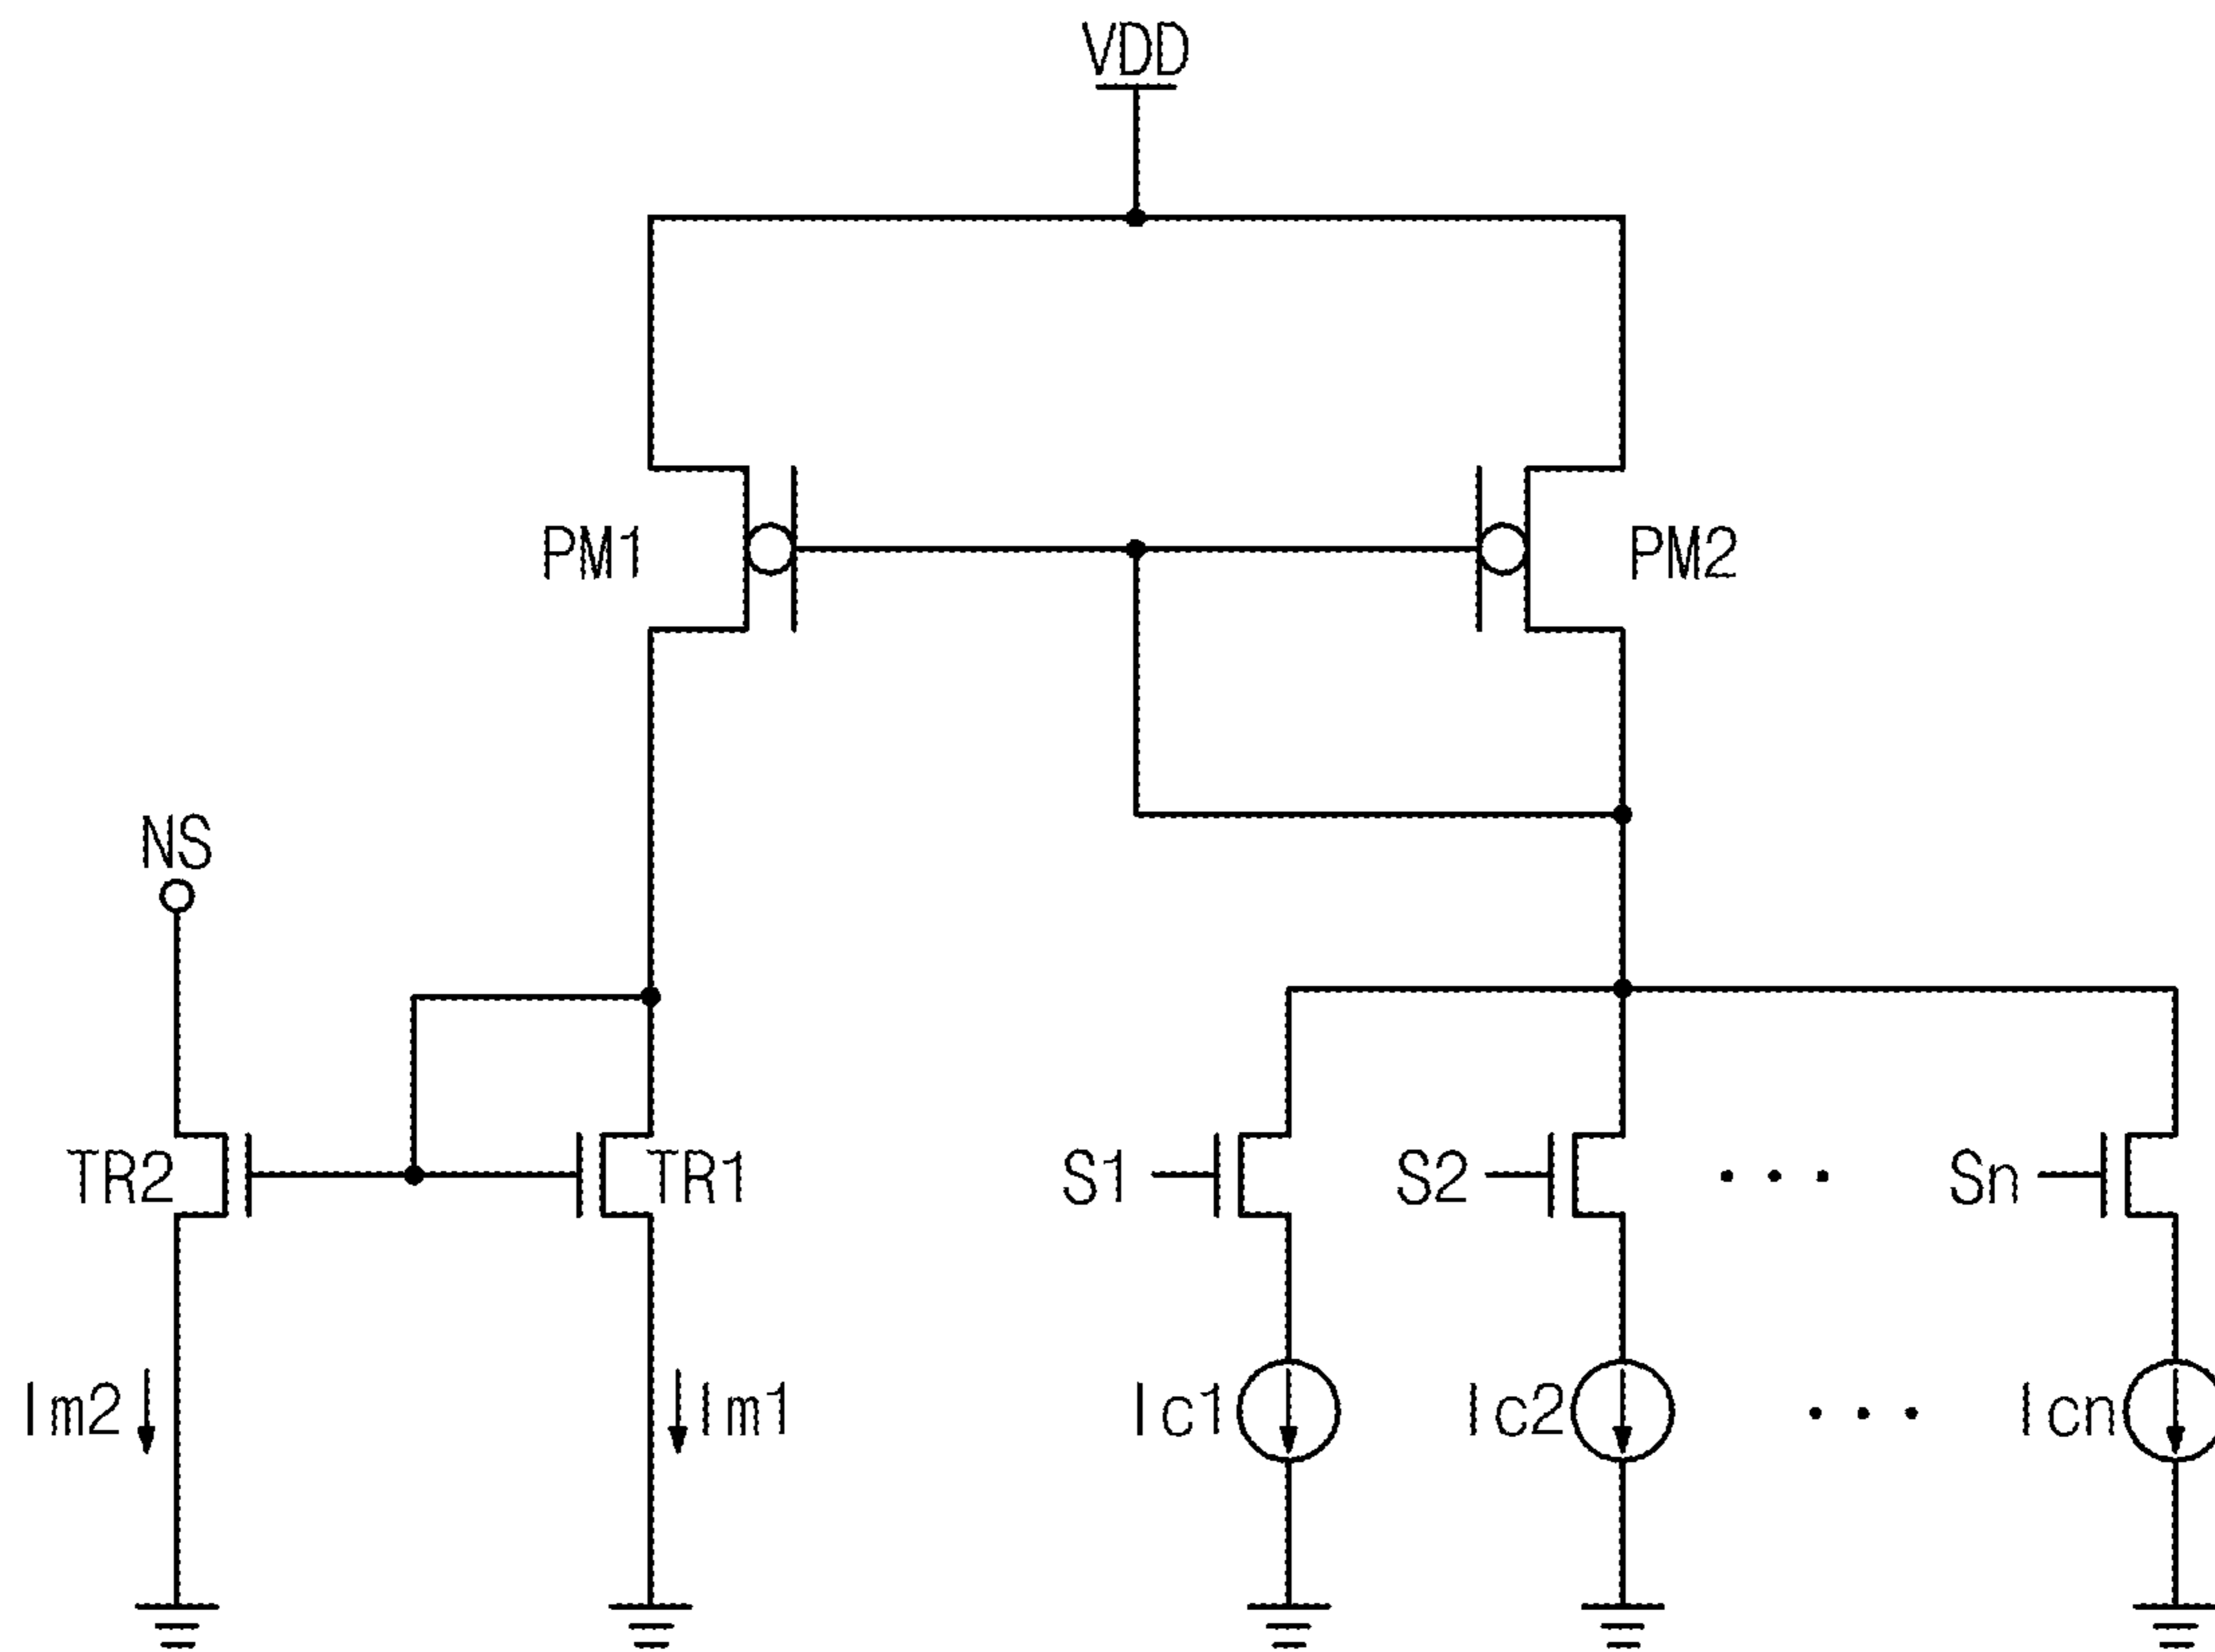 VDD
PM1
PM2
NS
TR2
TR1
S1
S2
...
Sn
Im2
Im1
Ic1
Ic2
...
Icn